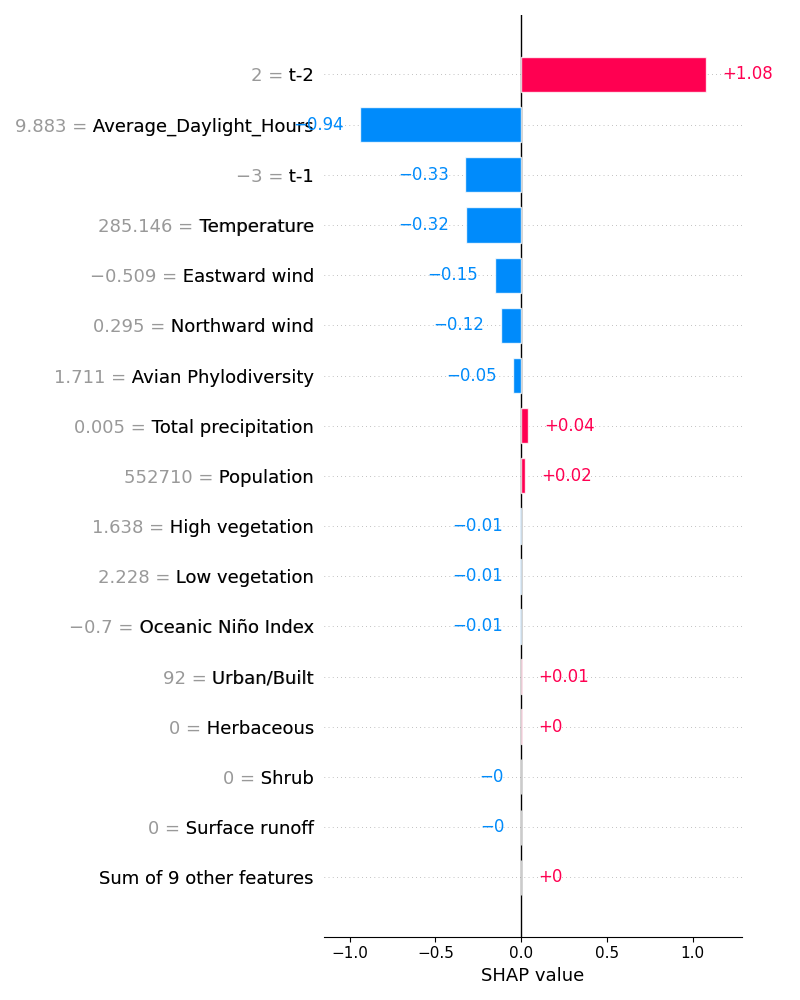 2 = t-2 +1.08
9.883 = Average_Daylight_Hours −0.94
−3 = t-1 −0.33
285.146 = Temperature −0.32
−0.509 = Eastward wind −0.15
0.295 = Northward wind −0.12
1.711 = Avian Phylodiversity −0.05
0.005 = Total precipitation +0.04
552710 = Population +0.02
1.638 = High vegetation −0.01
2.228 = Low vegetation −0.01
−0.7 = Oceanic Niño Index −0.01
92 = Urban/Built +0.01
0 = Herbaceous +0
0 = Shrub −0
0 = Surface runoff −0
Sum of 9 other features +0
−1.0 −0.5 0.0 0.5 1.0
SHAP value